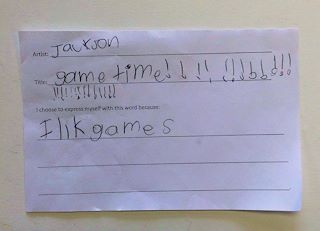 Artist: Jackson
Title: game time! ! ! ! ! ! ! ! ! ! ! ! !
! ! ! ! ! ! ! ! ! ! ! !
I choose to express myself with this word because:
I lik games